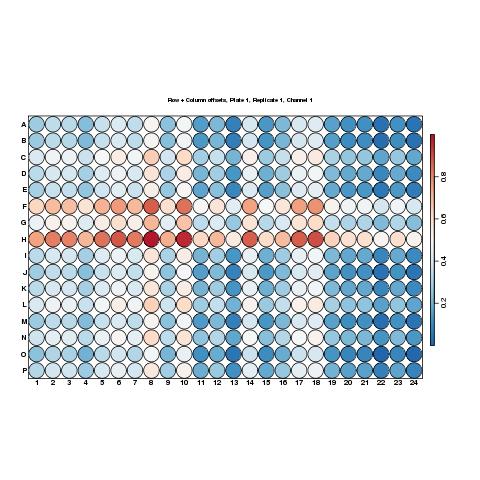 Row + Column offsets, Plate 1, Replicate 1, Channel 1
A
B
C
D
E
F
G
H
I
J
K
L
M
N
O
P
1 2 3 4 5 6 7 8 9 10 11 12 13 14 15 16 17 18 19 20 21 22 23 24
0.8
0.6
0.4
0.2